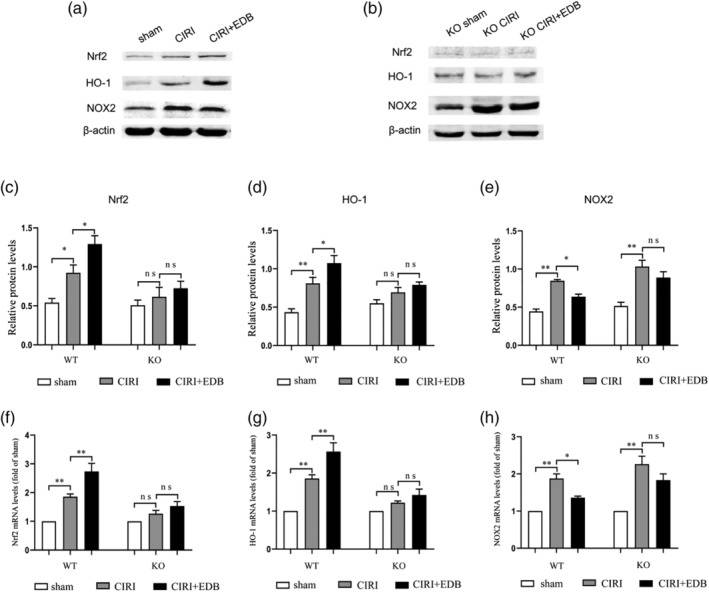 (a)
sham CIRI CIRI+EDB
Nrf2
HO-1
NOX2
β-actin
(b)
KO sham KO CIRI KO CIRI+EDB
Nrf2
HO-1
NOX2
β-actin
(c)
Nrf2
Relative protein levels
1.5
1.0
0.5
0.0
* * n s n s
WT KO
sham CIRI CIRI+EDB
(d)
HO-1
Relative protein levels
1.5
1.0
0.5
0.0
** * n s n s
WT KO
sham CIRI CIRI+EDB
(e)
NOX2
Relative protein levels
1.5
1.0
0.5
0.0
** * ** n s
WT KO
sham CIRI CIRI+EDB
(f)
Nrf2 mRNA levels (fold of sham)
4
3
2
1
0
** ** n s n s
WT KO
sham CIRI CIRI+EDB
(g)
HO-1 mRNA levels (fold of sham)
3
2
1
0
** ** n s n s
WT KO
sham CIRI CIRI+EDB
(h)
NOX2 mRNA levels (fold of sham)
3
2
1
0
** * ** n s
WT KO
sham CIRI CIRI+EDB